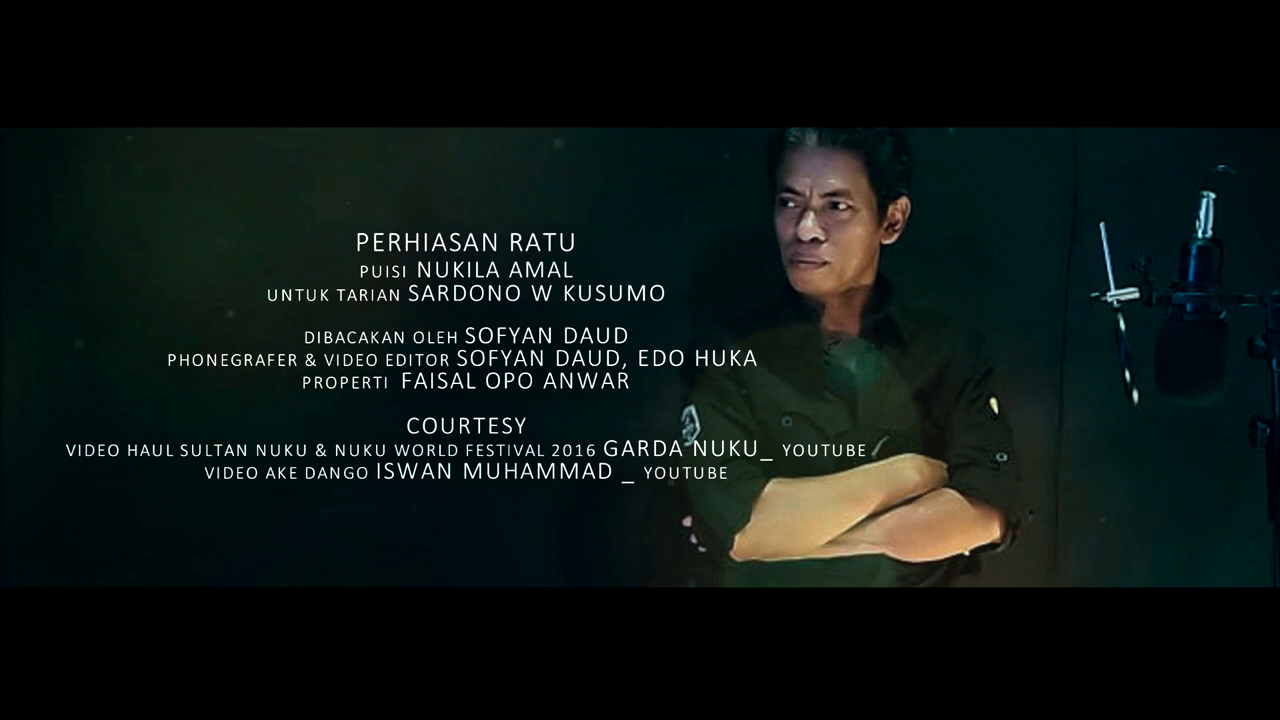 PERHIASAN RATU
PUISI NUKILA AMAL
UNTUK TARIAN SARDONO W KUSUMO
DIBACAKAN OLEH SOFYAN DAUD
PHONEGRAFER & VIDEO EDITOR SOFYAN DAUD, EDO HUKA
PROPERTI FAISAL OPO ANWAR
COURTESY
VIDEO HAUL SULTAN NUKU & NUKU WORLD FESTIVAL 2016 GARDA NUKU_ YOUTUBE
VIDEO AKE DANGO ISWAN MUHAMMAD _ YOUTUBE